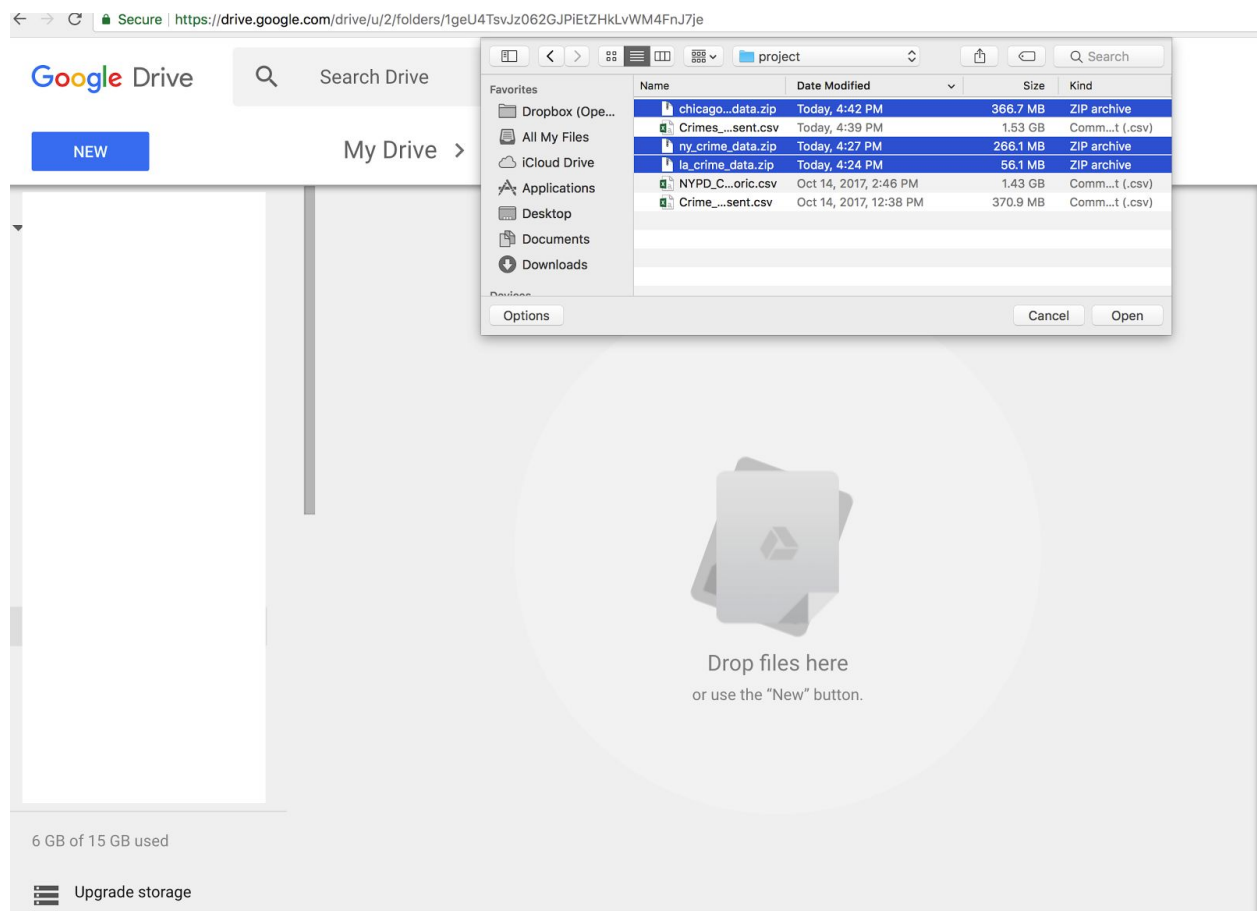 Secure | https://drive.google.com/drive/u/2/folders/1geU4TsvJz062GJPiEtZHkLvWM4FnJ7je
Google Drive
Search Drive
NEW
My Drive >
project
Search
Favorites
Dropbox (Ope...
All My Files
iCloud Drive
Applications
Desktop
Documents
Downloads
Devices
Name Date Modified Size Kind
chicago...data.zip Today, 4:42 PM 366.7 MB ZIP archive
Crimes_...sent.csv Today, 4:39 PM 1.53 GB Comm...t (.csv)
ny_crime_data.zip Today, 4:27 PM 266.1 MB ZIP archive
la_crime_data.zip Today, 4:24 PM 56.1 MB ZIP archive
NYPD_C...oric.csv Oct 14, 2017, 2:46 PM 1.43 GB Comm...t (.csv)
Crime_...sent.csv Oct 14, 2017, 12:38 PM 370.9 MB Comm...t (.csv)
Options
Cancel
Open
Drop files here
or use the “New” button.
6 GB of 15 GB used
Upgrade storage